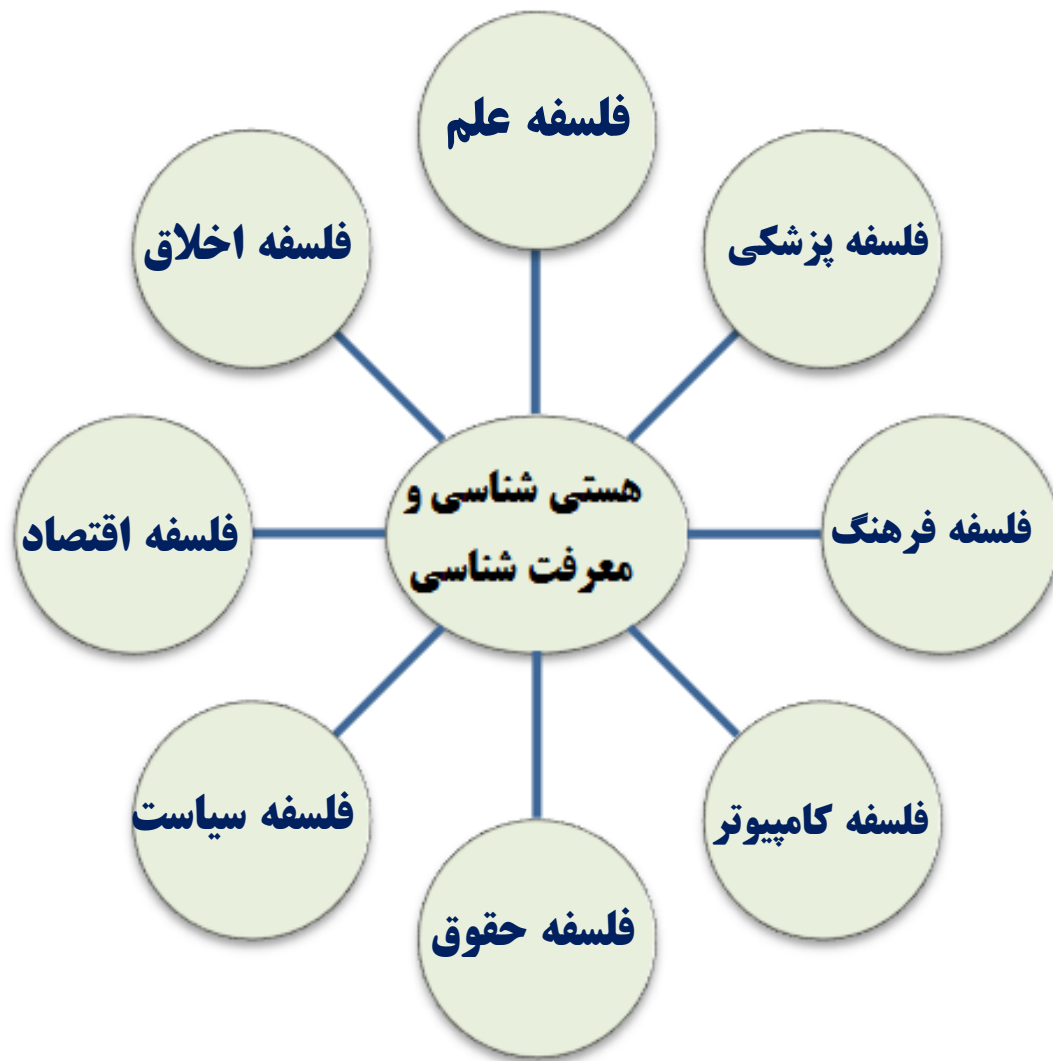 فلسفه علم
فلسفه پزشکی
فلسفه اخلاق
هستی شناسی و
معرفت شناسی
فلسفه فرهنگ
فلسفه اقتصاد
فلسفه کامپیوتر
فلسفه سیاست
فلسفه حقوق